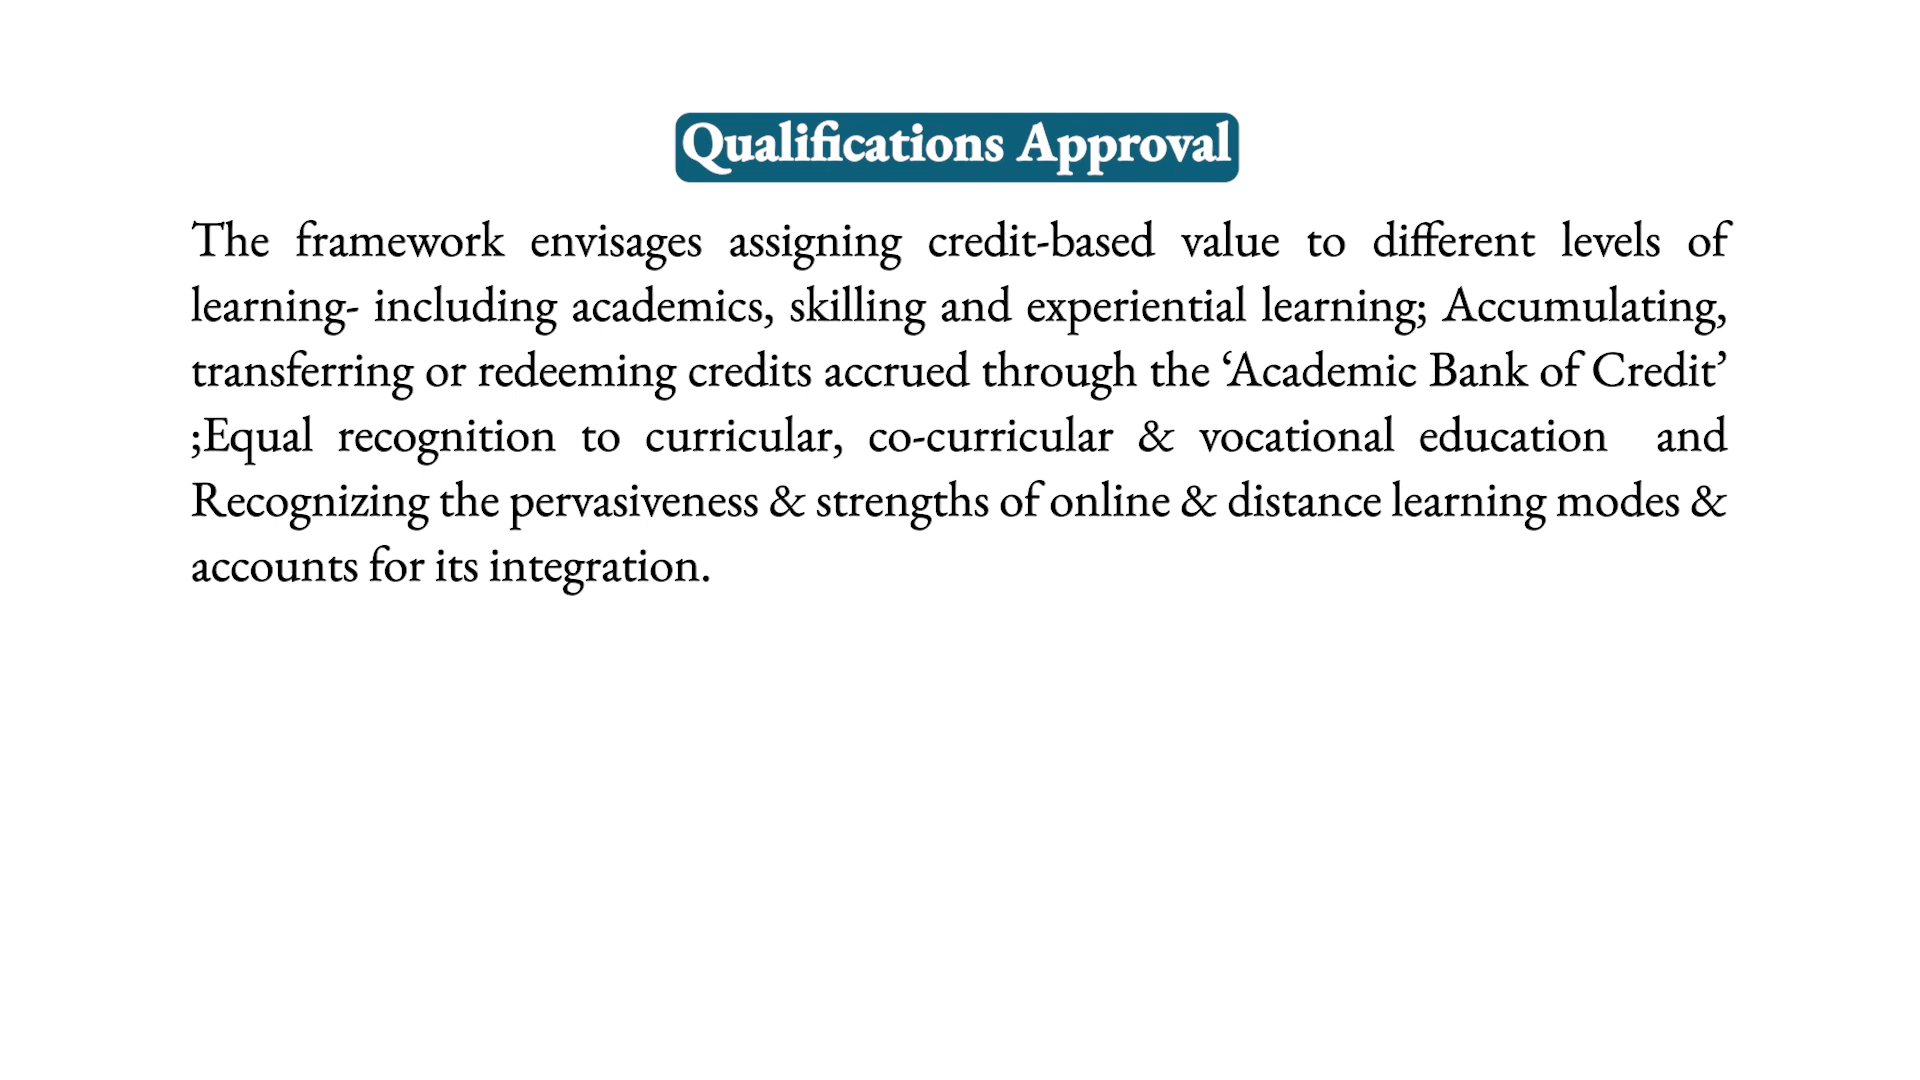 Qualifications Approval
The framework envisages assigning credit-based value to different levels of
learning- including academics, skilling and experiential learning; Accumulating,
transferring or redeeming credits accrued through the ‘Academic Bank of Credit’
;Equal recognition to curricular, co-curricular & vocational education and
Recognizing the pervasiveness & strengths of online & distance learning modes &
accounts for its integration.